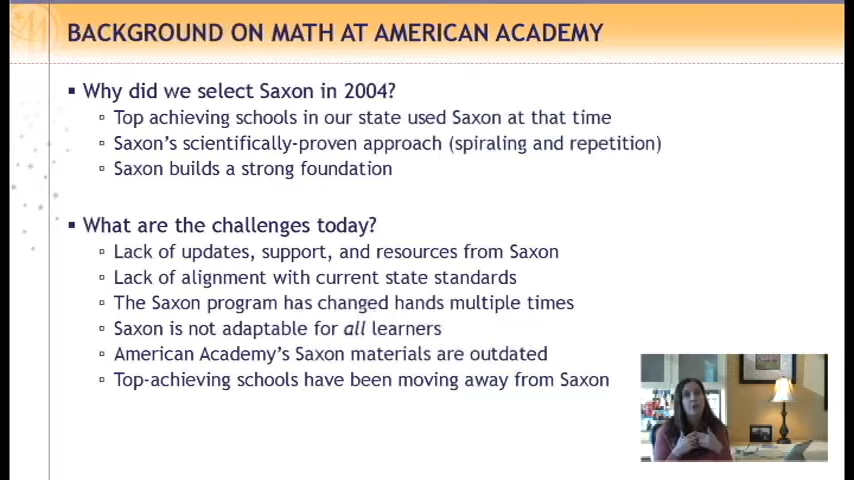 BACKGROUND ON MATH AT AMERICAN ACADEMY
▪ Why did we select Saxon in 2004?
▫ Top achieving schools in our state used Saxon at that time
▫ Saxon's scientifically-proven approach (spiraling and repetition)
▫ Saxon builds a strong foundation
▪ What are the challenges today?
▫ Lack of updates, support, and resources from Saxon
▫ Lack of alignment with current state standards
▫ The Saxon program has changed hands multiple times
▫ Saxon is not adaptable for all learners
▫ American Academy's Saxon materials are outdated
▫ Top-achieving schools have been moving away from Saxon